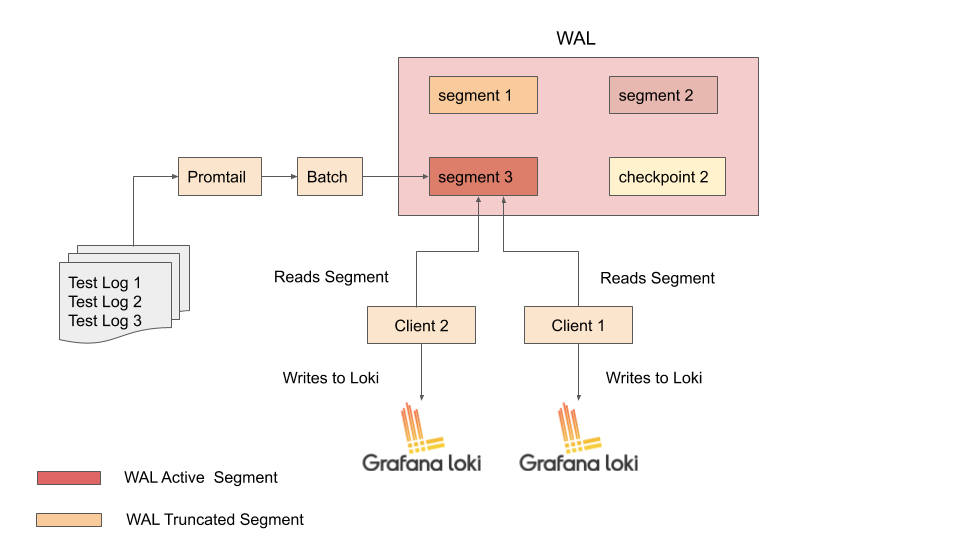 WAL
segment 1
segment 2
Promtail
Batch
segment 3
checkpoint 2
Test Log 1
Test Log 2
Test Log 3
Reads Segment
Reads Segment
Client 2
Client 1
Writes to Loki
Writes to Loki
Grafana loki
Grafana loki
WAL Active  Segment
WAL Truncated Segment